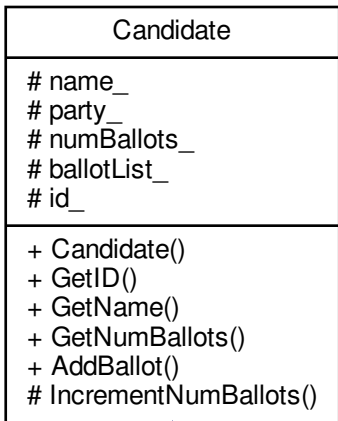 Candidate
# name_
# party_
# numBallots_
# ballotList_
# id_
+ Candidate()
+ GetID()
+ GetName()
+ GetNumBallots()
+ AddBallot()
# IncrementNumBallots()